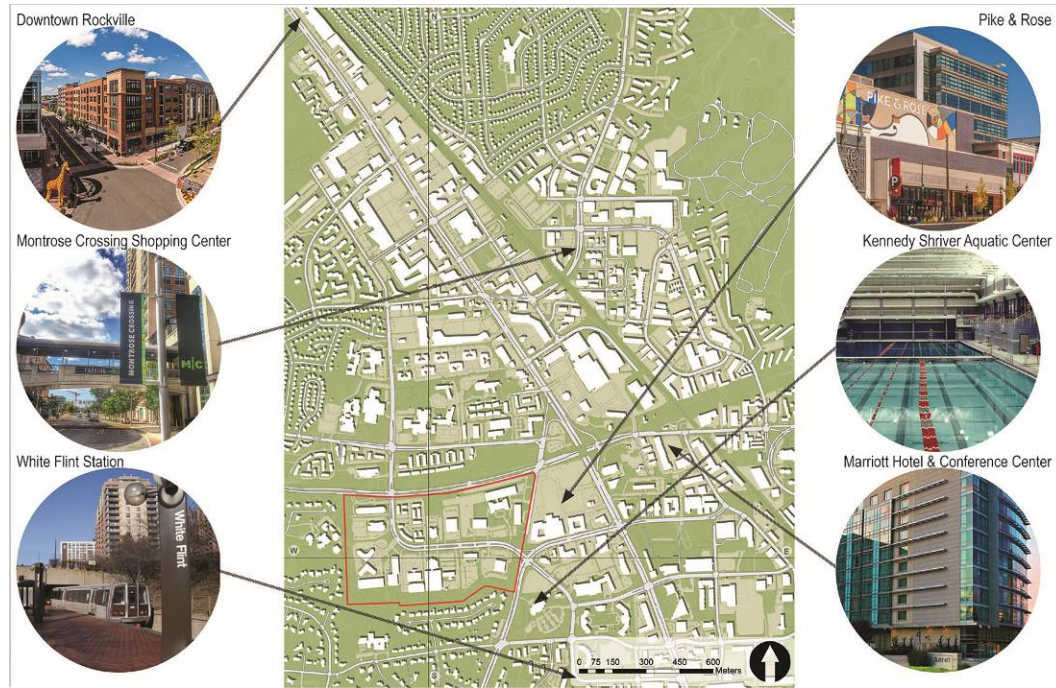 Downtown Rockville
Pike & Rose
PIKE & ROSE
P
Montrose Crossing Shopping Center
MONTROSE CROSSING
M|C
Kennedy Shriver Aquatic Center
White Flint Station
White Flint
Marriott Hotel & Conference Center
W
E
S
0 75 150 300 450 600
Meters